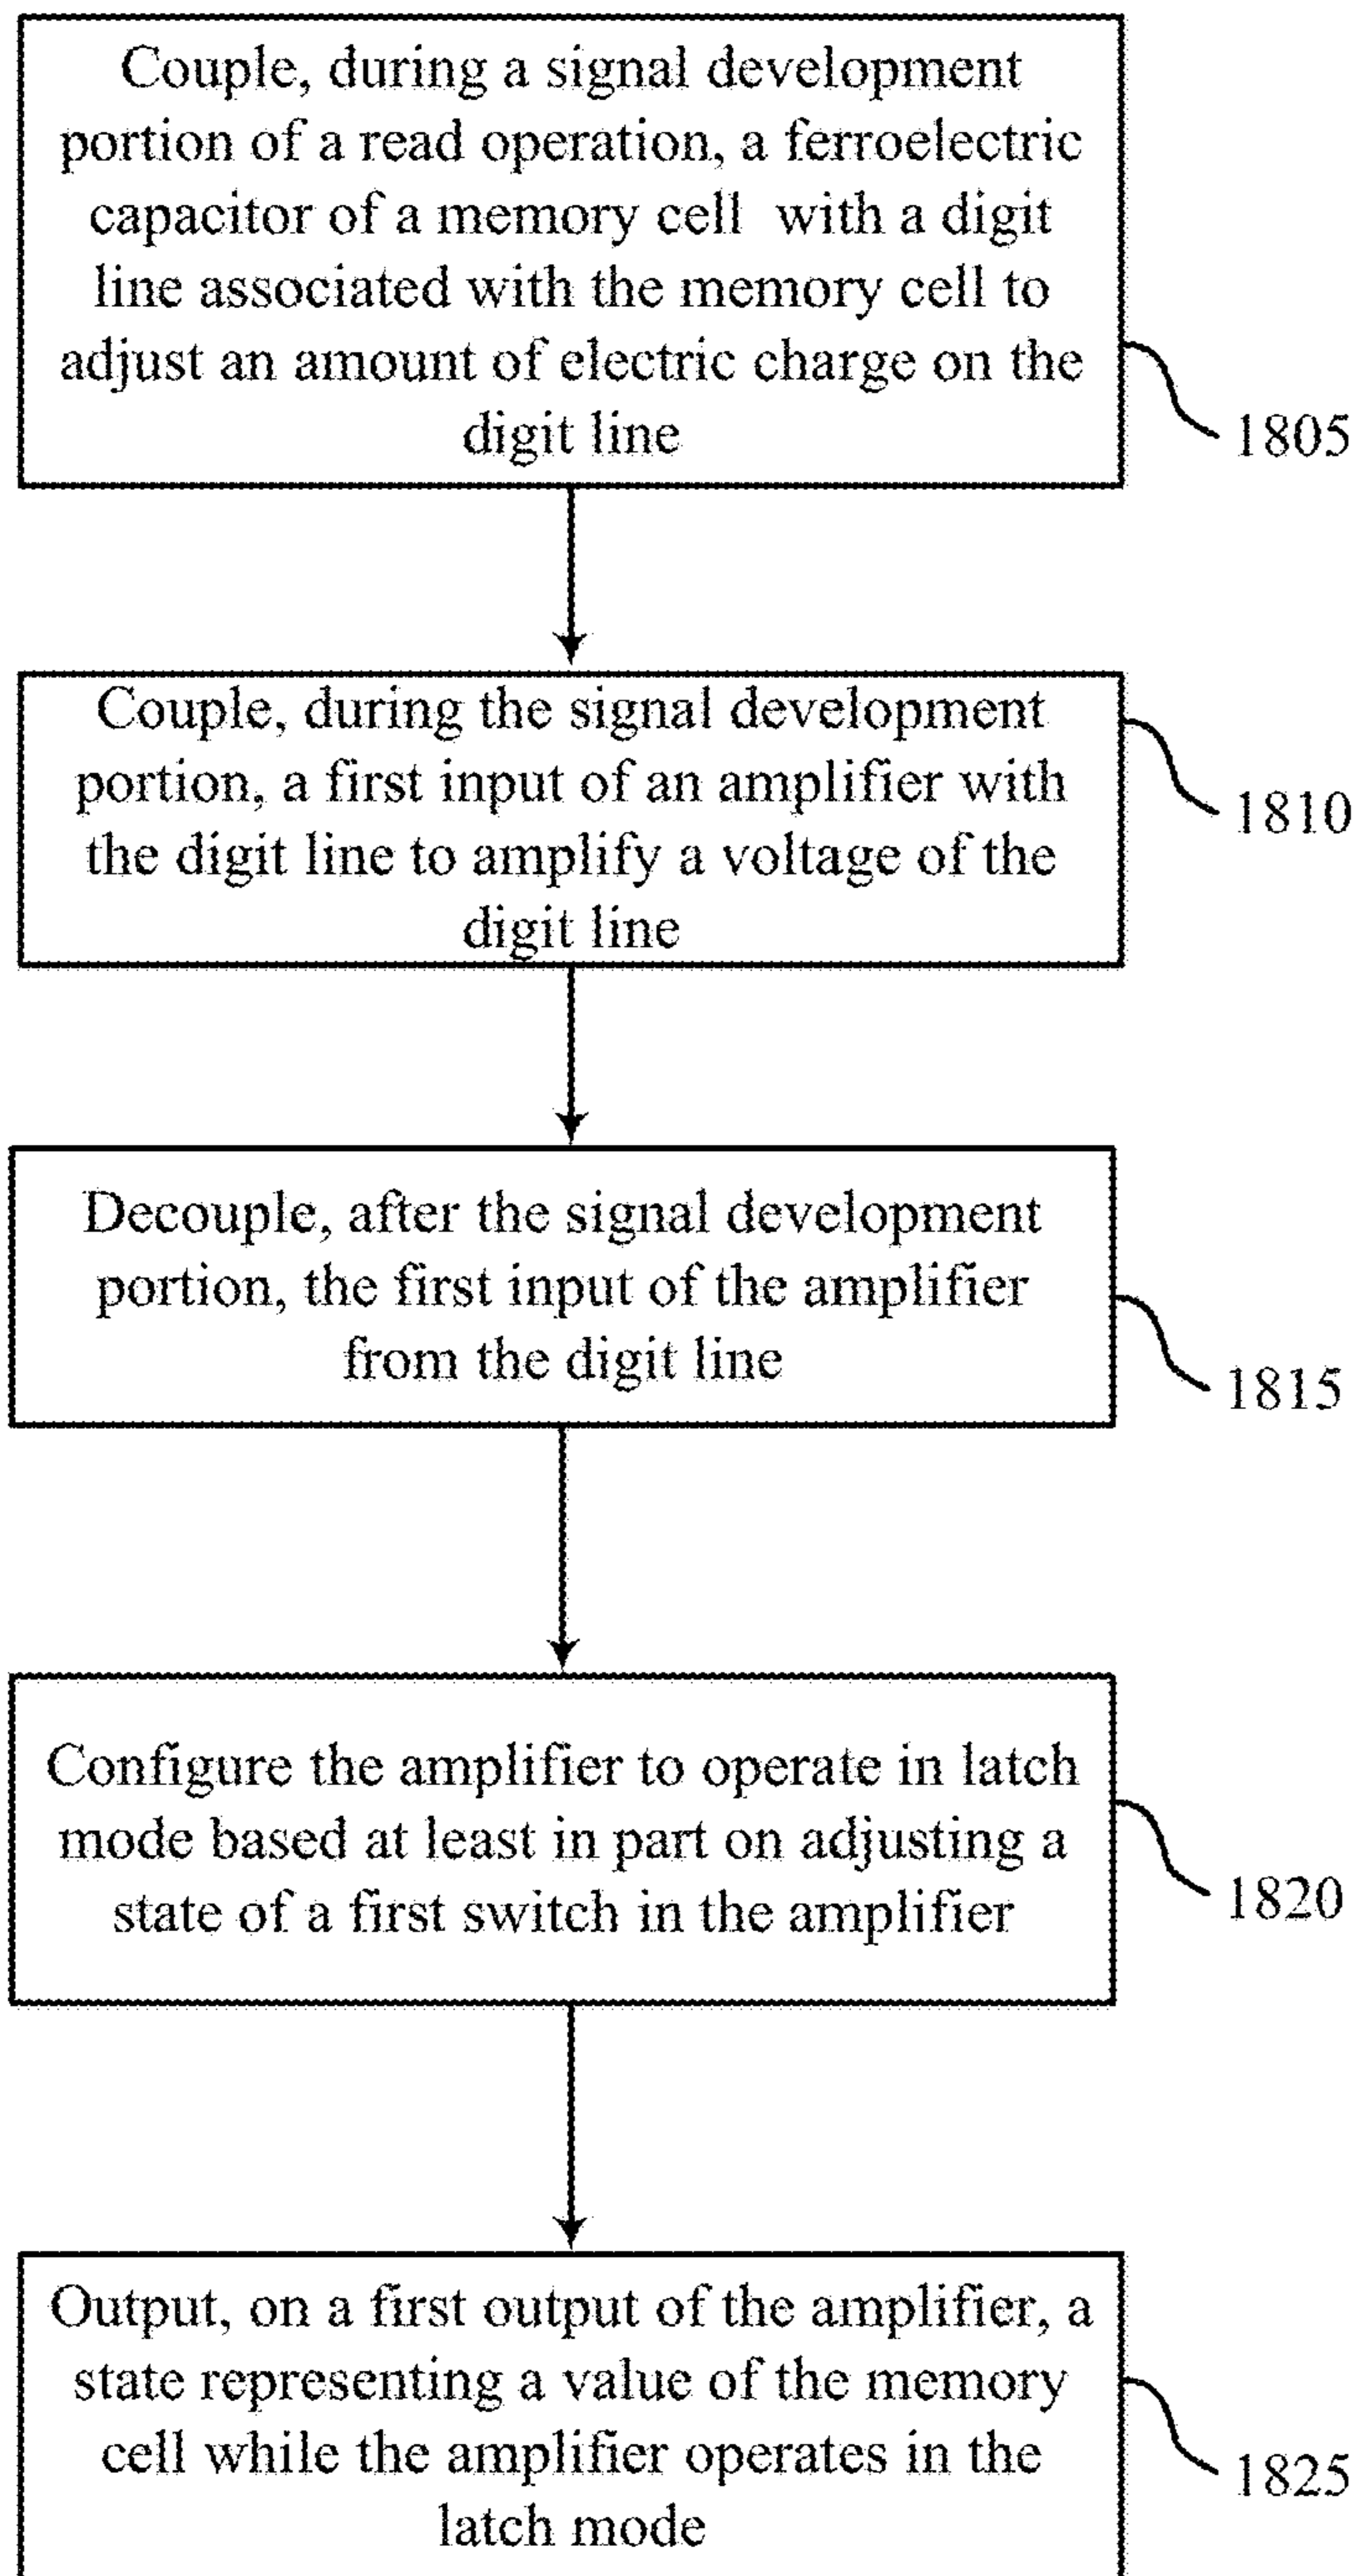 Couple, during a signal development
portion of a read operation, a ferroelectric
capacitor of a memory cell with a digit
line associated with the memory cell to
adjust an amount of electric charge on the
digit line
1805
Couple, during the signal development
portion, a first input of an amplifier with
the digit line to amplify a voltage of the
digit line
1810
Decouple, after the signal development
portion, the first input of the amplifier
from the digit line
1815
Configure the amplifier to operate in latch
mode based at least in part on adjusting a
state of a first switch in the amplifier
1820
Output, on a first output of the amplifier, a
state representing a value of the memory
cell while the amplifier operates in the
latch mode
1825